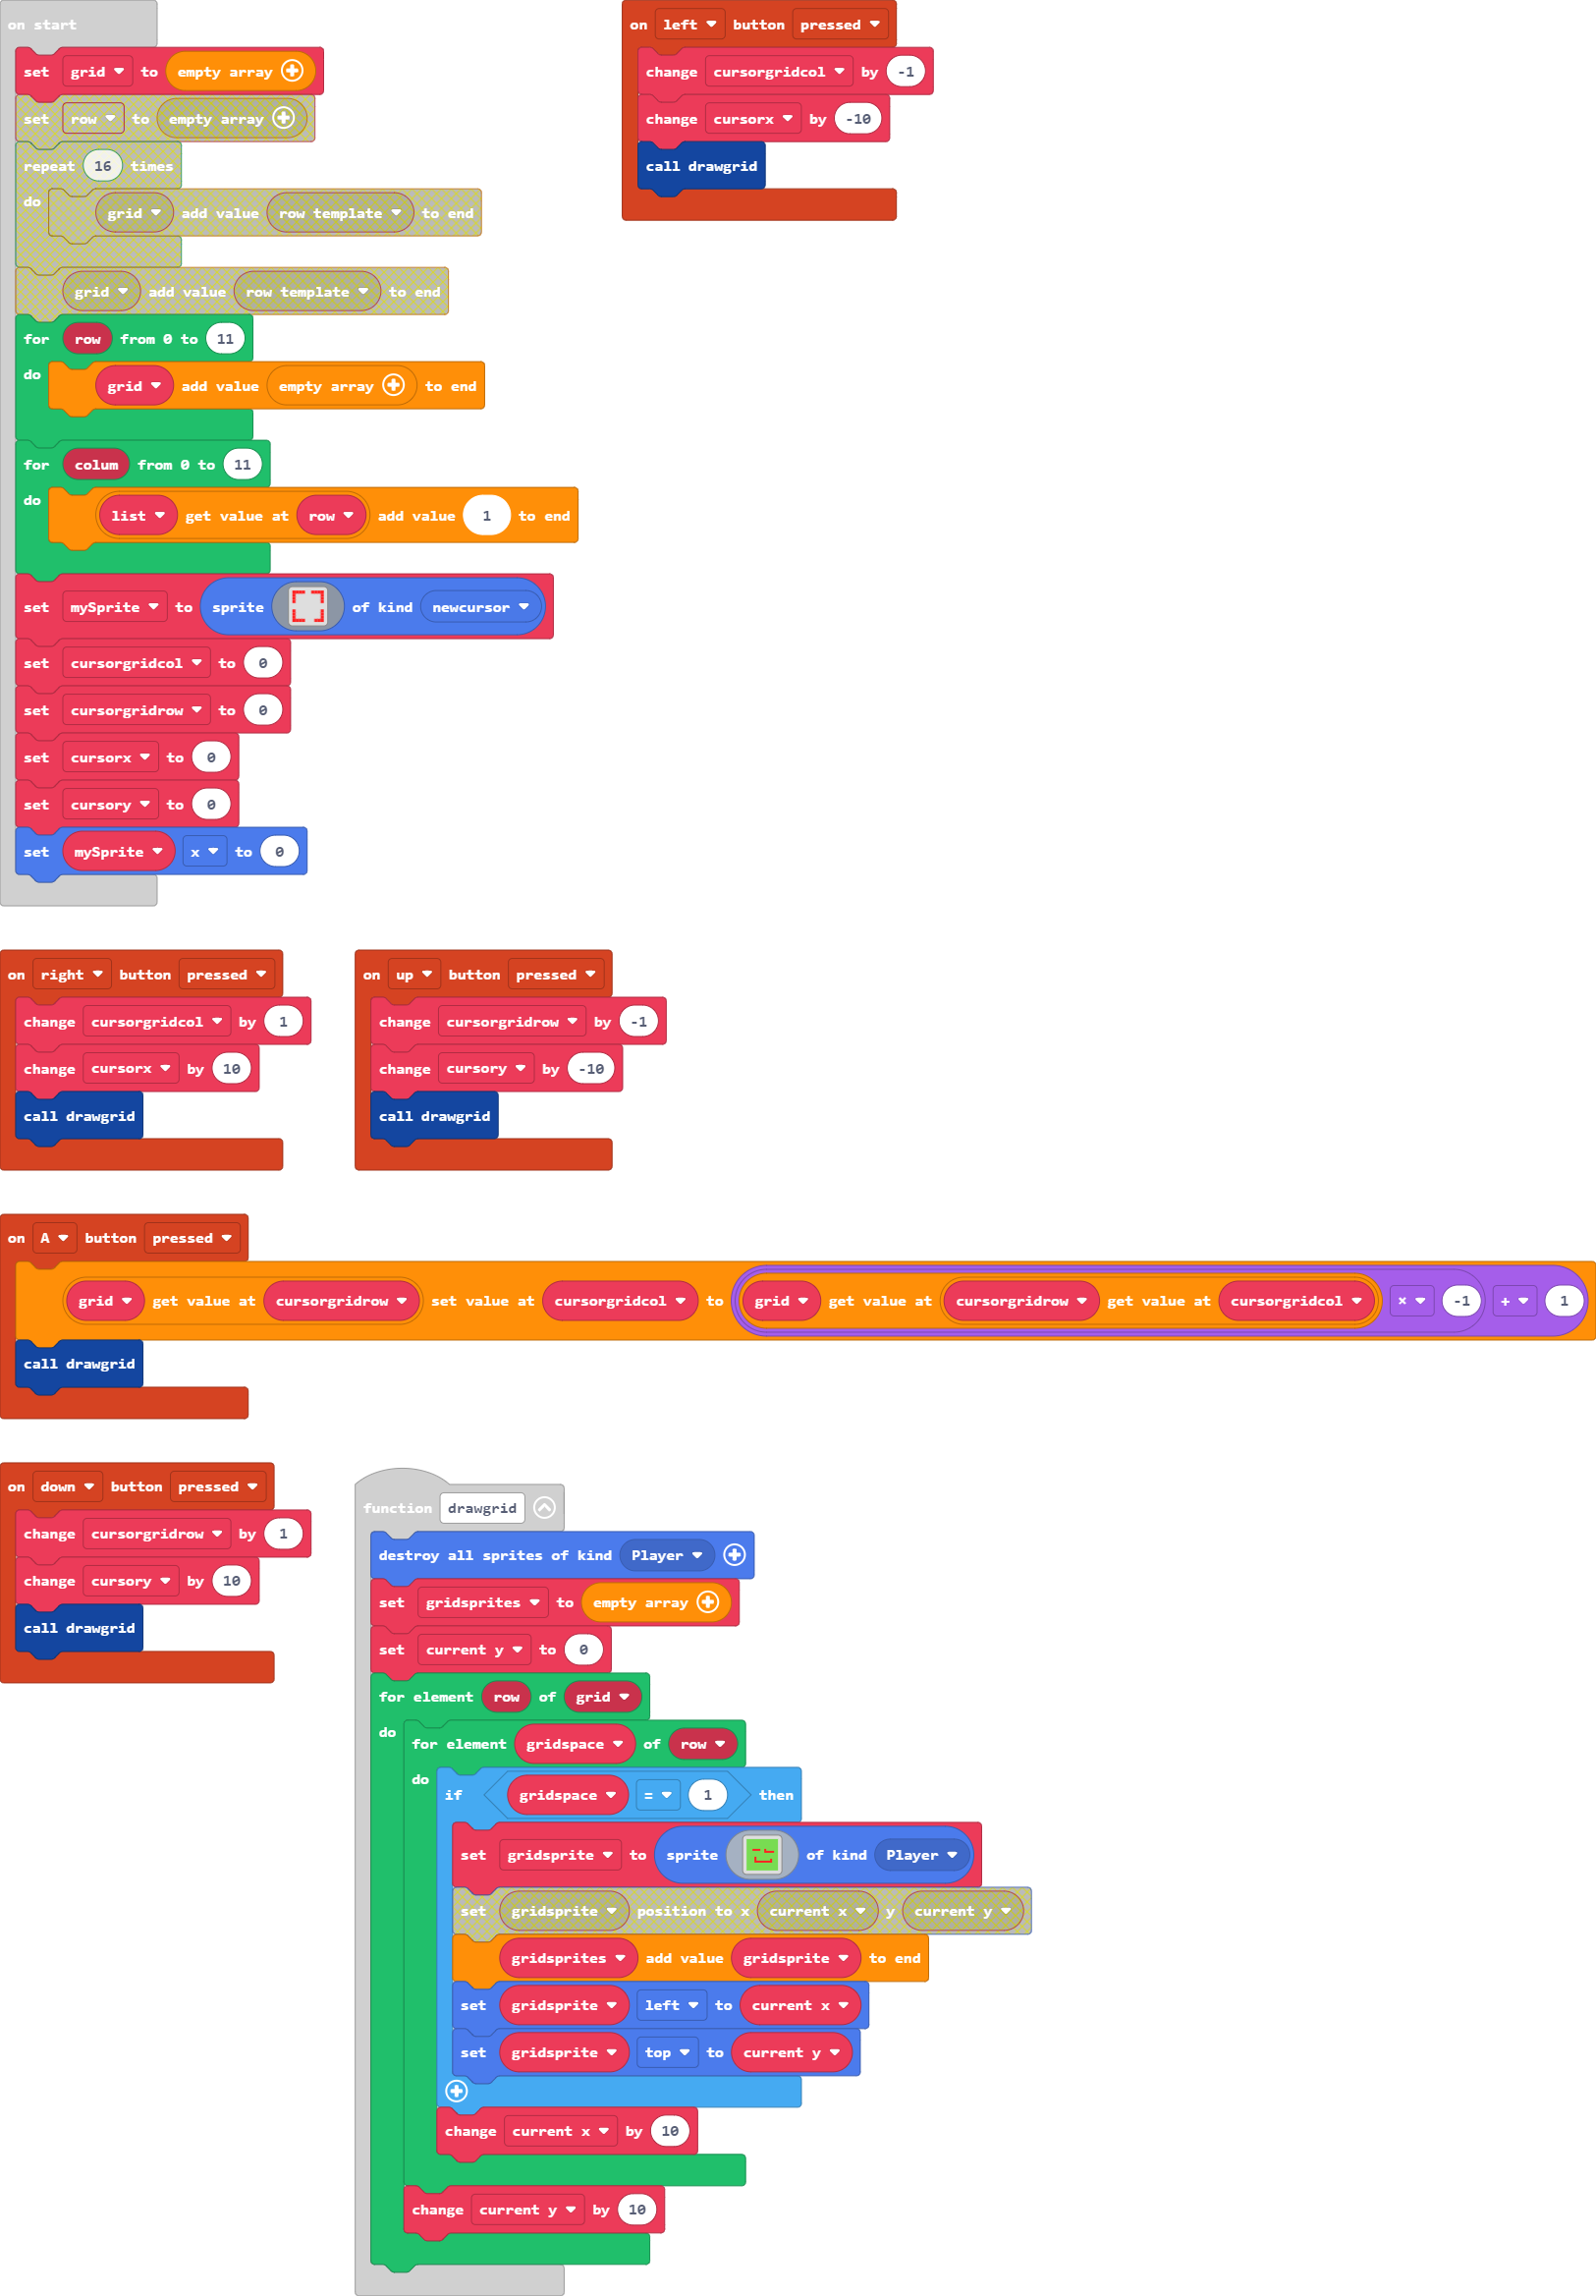 on start
set grid to empty array
set row to empty array
repeat 16 times
do grid add value row template to end
grid add value row template to end
for row from 0 to 11
do grid add value empty array to end
for colum from 0 to 11
do list get value at row add value 1 to end
set mySprite to sprite of kind newcursor
set cursorgridcol to 0
set cursorgridrow to 0
set cursorx to 0
set cursory to 0
set mySprite x to 0
on left button pressed
change cursorgridcol by -1
change cursorx by -10
call drawgrid
on right button pressed
change cursorgridcol by 1
change cursorx by 10
call drawgrid
on up button pressed
change cursorgridrow by -1
change cursory by -10
call drawgrid
on A button pressed
grid get value at cursorgridrow set value at cursorgridcol to grid get value at cursorgridrow get value at cursorgridcol × -1 + 1
call drawgrid
on down button pressed
change cursorgridrow by 1
change cursory by 10
call drawgrid
function drawgrid
destroy all sprites of kind Player
set gridsprites to empty array
set current y to 0
for element row of grid
do for element gridspace of row
do if gridspace = 1 then
set gridsprite to sprite of kind Player
set gridsprite position to x current x y current y
gridsprites add value gridsprite to end
set gridsprite left to current x
set gridsprite top to current y
change current x by 10
change current y by 10